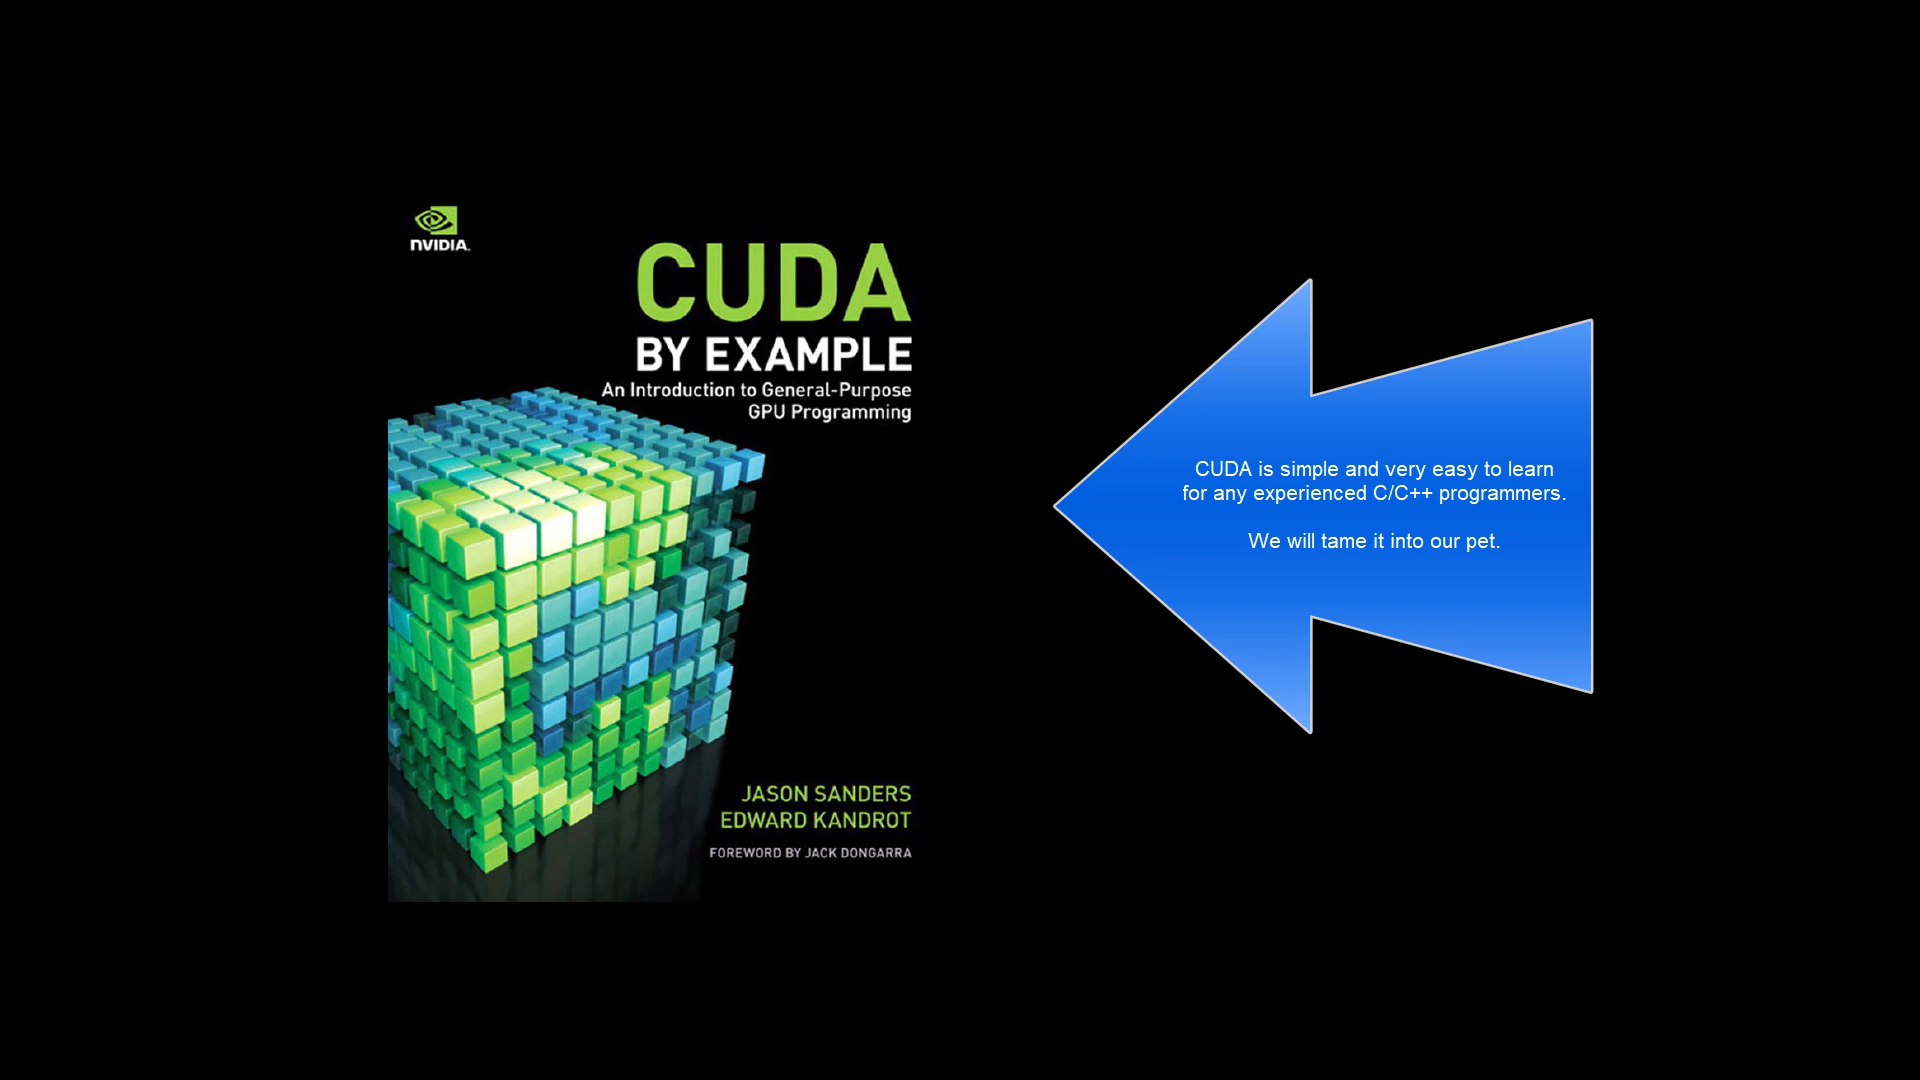 NVIDIA.
CUDA
BY EXAMPLE
An Introduction to General-Purpose
GPU Programming
JASON SANDERS
EDWARD KANDROT
FOREWORD BY JACK DONGARRA
CUDA is simple and very easy to learn
for any experienced C/C++ programmers.
We will tame it into our pet.